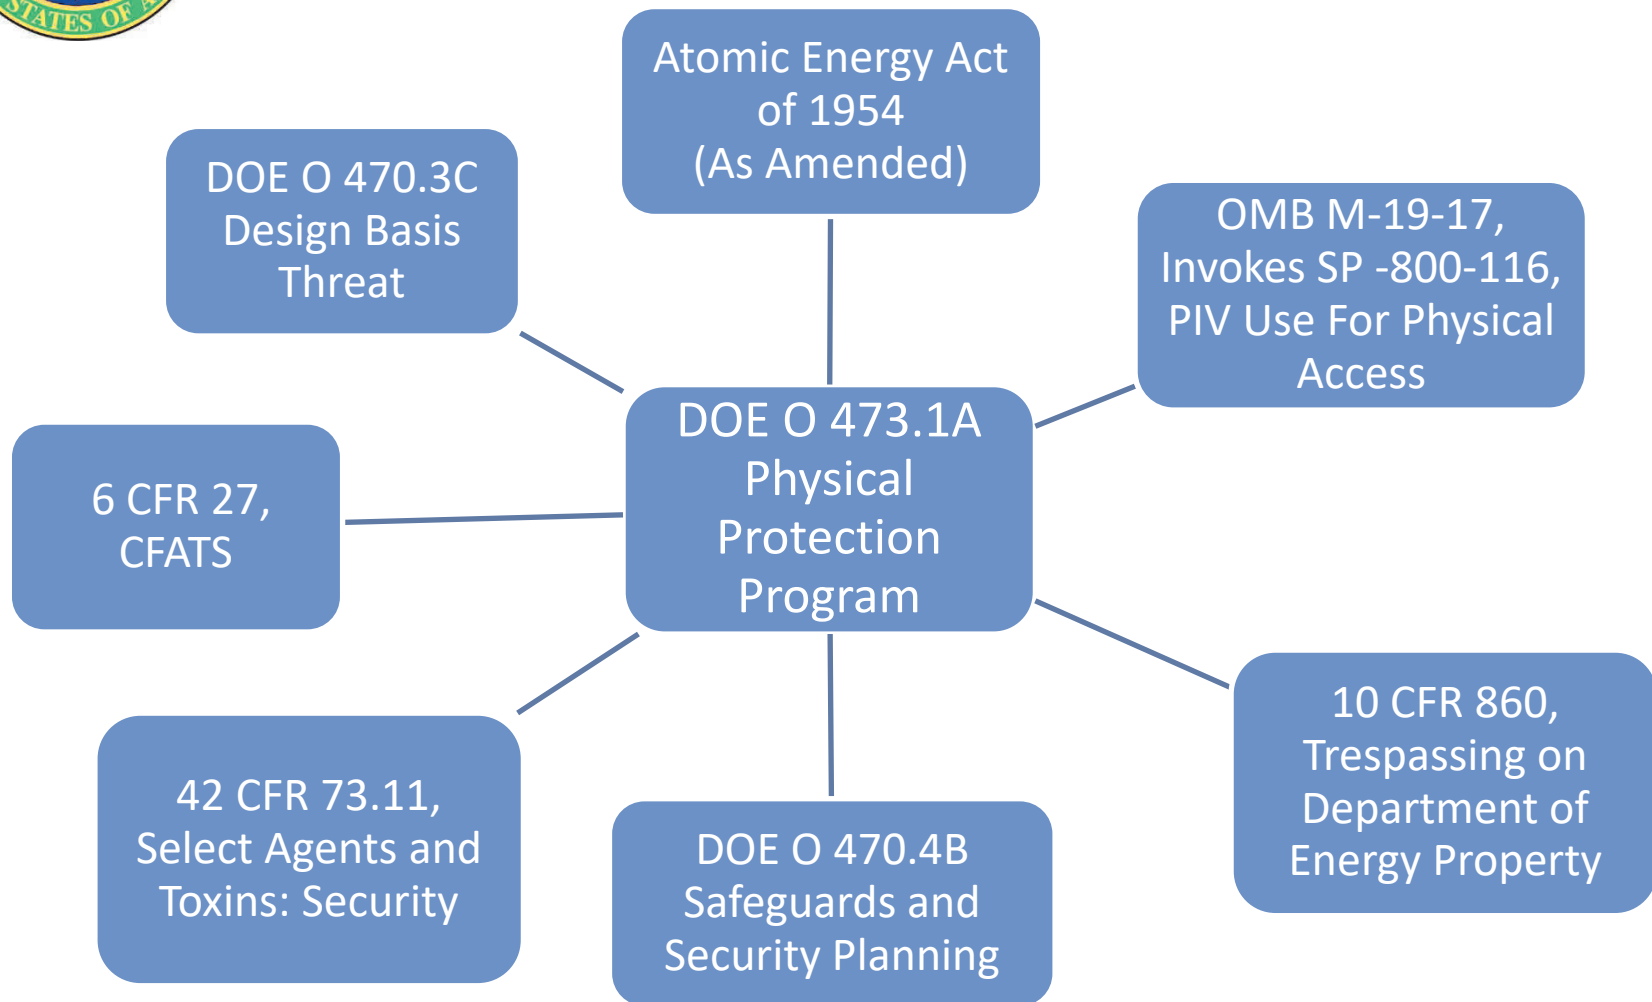 STATES OF A
Atomic Energy Act
of 1954
(As Amended)
DOE O 470.3C
Design Basis
Threat
OMB M-19-17,
Invokes SP -800-116,
PIV Use For Physical
Access
DOE O 473.1A
Physical
Protection
Program
6 CFR 27,
CFATS
10 CFR 860,
Trespassing on
Department of
Energy Property
42 CFR 73.11,
Select Agents and
Toxins: Security
DOE O 470.4B
Safeguards and
Security Planning